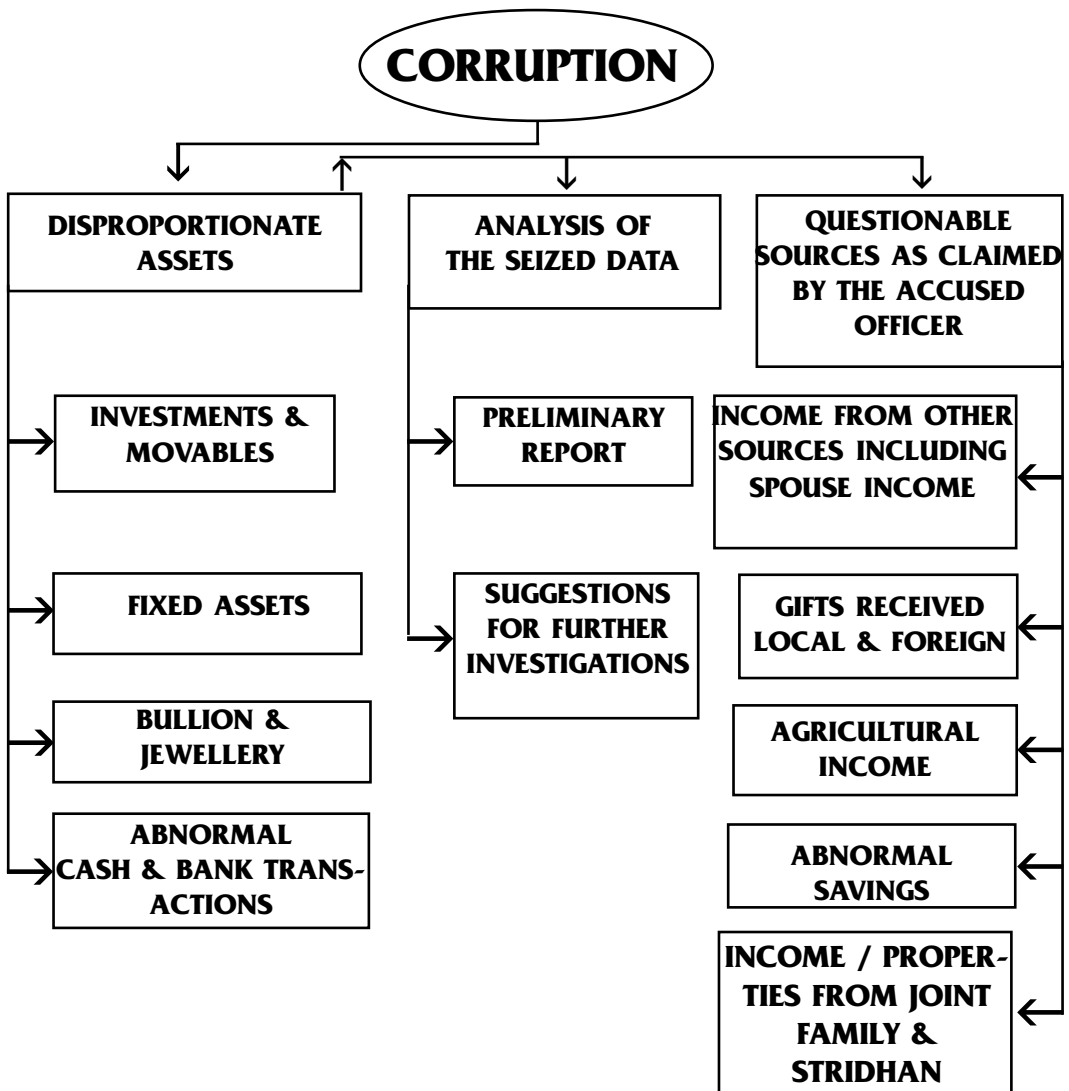 CORRUPTION
DISPROPORTIONATE
ASSETS
INVESTMENTS &
MOVABLES
FIXED ASSETS
BULLION &
JEWELLERY
ABNORMAL
CASH & BANK TRANS-
ACTIONS
ANALYSIS OF
THE SEIZED DATA
PRELIMINARY
REPORT
SUGGESTIONS
FOR FURTHER
INVESTIGATIONS
QUESTIONABLE
SOURCES AS CLAIMED
BY THE ACCUSED
OFFICER
INCOME FROM OTHER
SOURCES INCLUDING
SPOUSE INCOME
GIFTS RECEIVED
LOCAL & FOREIGN
AGRICULTURAL
INCOME
ABNORMAL
SAVINGS
INCOME / PROPER-
TIES FROM JOINT
FAMILY &
STRIDHAN